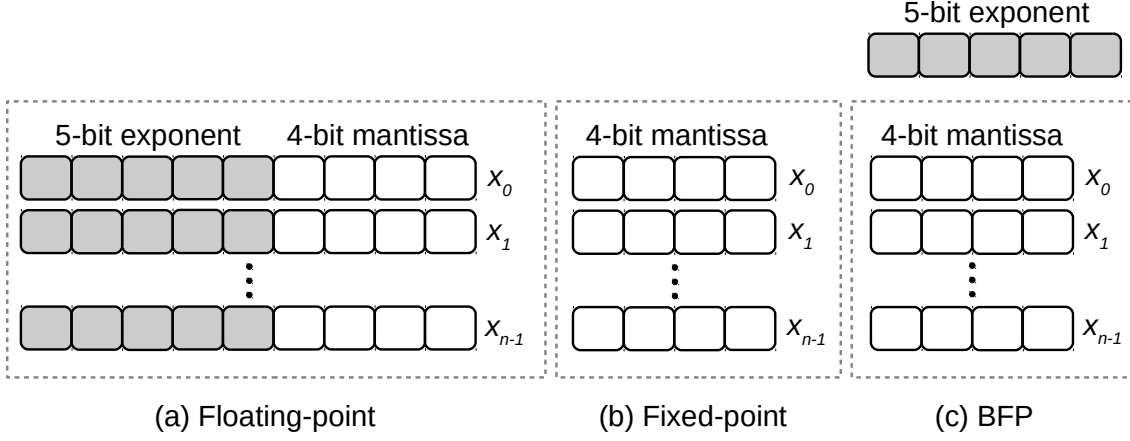 5-bit exponent
5-bit exponent 4-bit mantissa 4-bit mantissa 4-bit mantissa
x0 x0 x0
x1 x1 x1
xn-1 xn-1 xn-1
(a) Floating-point (b) Fixed-point (c) BFP